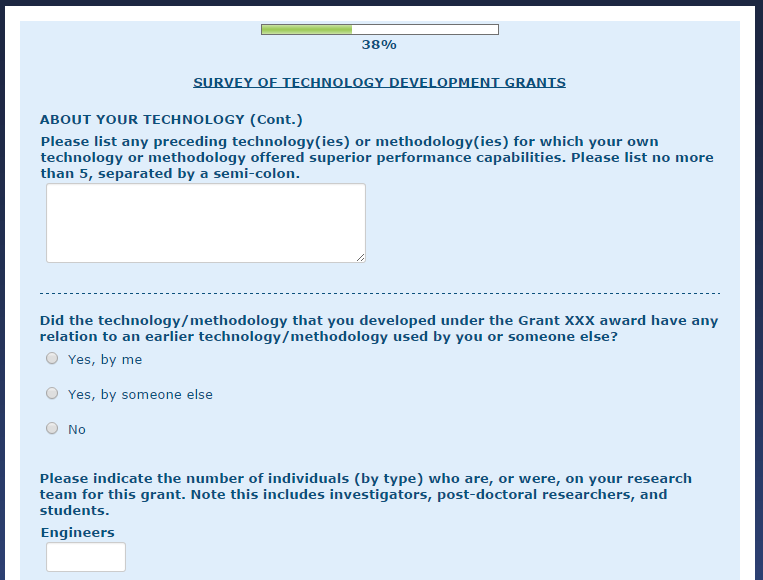 38%
SURVEY OF TECHNOLOGY DEVELOPMENT GRANTS
ABOUT YOUR TECHNOLOGY (Cont.)
Please list any preceding technology(ies) or methodology(ies) for which your own
technology or methodology offered superior performance capabilities. Please list no more
than 5, separated by a semi-colon.
Did the technology/methodology that you developed under the Grant XXX award have any
relation to an earlier technology/methodology used by you or someone else?
Yes, by me
Yes, by someone else
No
Please indicate the number of individuals (by type) who are, or were, on your research
team for this grant. Note this includes investigators, post-doctoral researchers, and
students.
Engineers